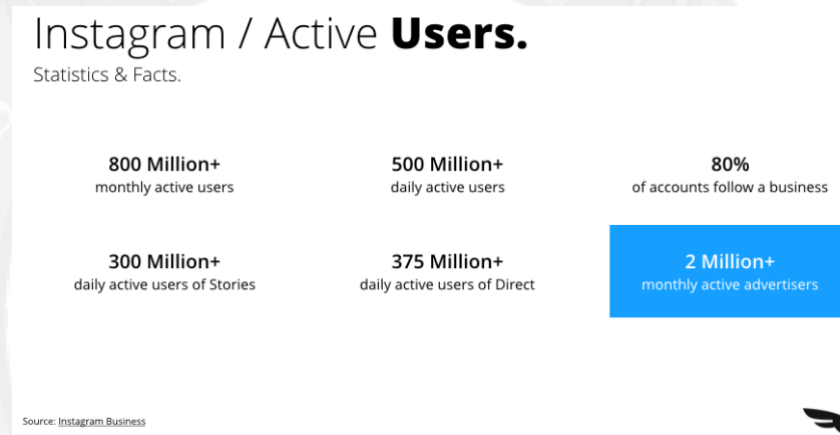 Instagram / Active Users.
Statistics & Facts.
800 Million+
monthly active users
500 Million+
daily active users
80%
of accounts follow a business
300 Million+
daily active users of Stories
375 Million+
daily active users of Direct
2 Million+
monthly active advertisers
Source: Instagram Business